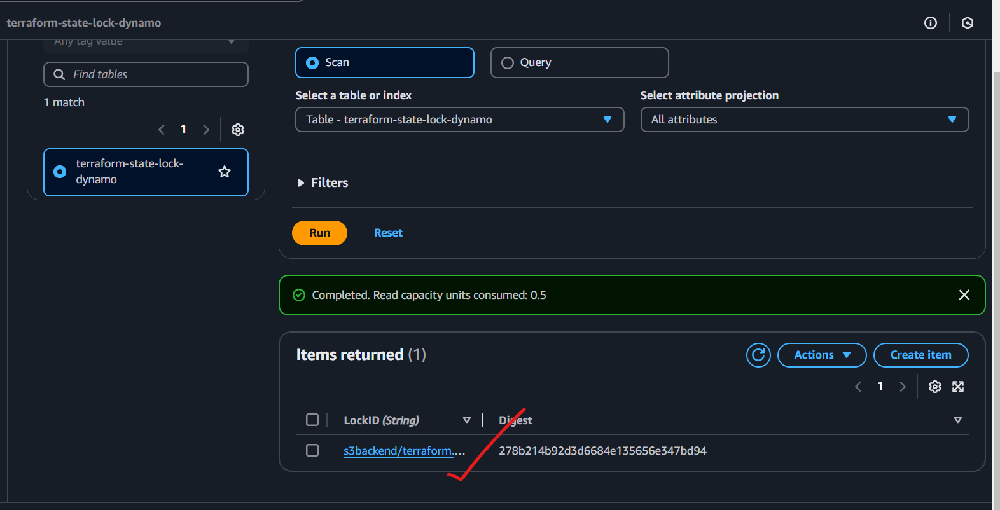 terraform-state-lock-dynamo
Any tag value
Find tables
1 match
1
terraform-state-lock-
dynamo
Scan
Query
Select a table or index
Select attribute projection
Table - terraform-state-lock-dynamo
All attributes
Filters
Run
Reset
Completed. Read capacity units consumed: 0.5
Items returned (1)
Actions
Create item
1
LockID (String)
Digest
s3backend/terraform.…
278b214b92d3d6684e135656e347bd94